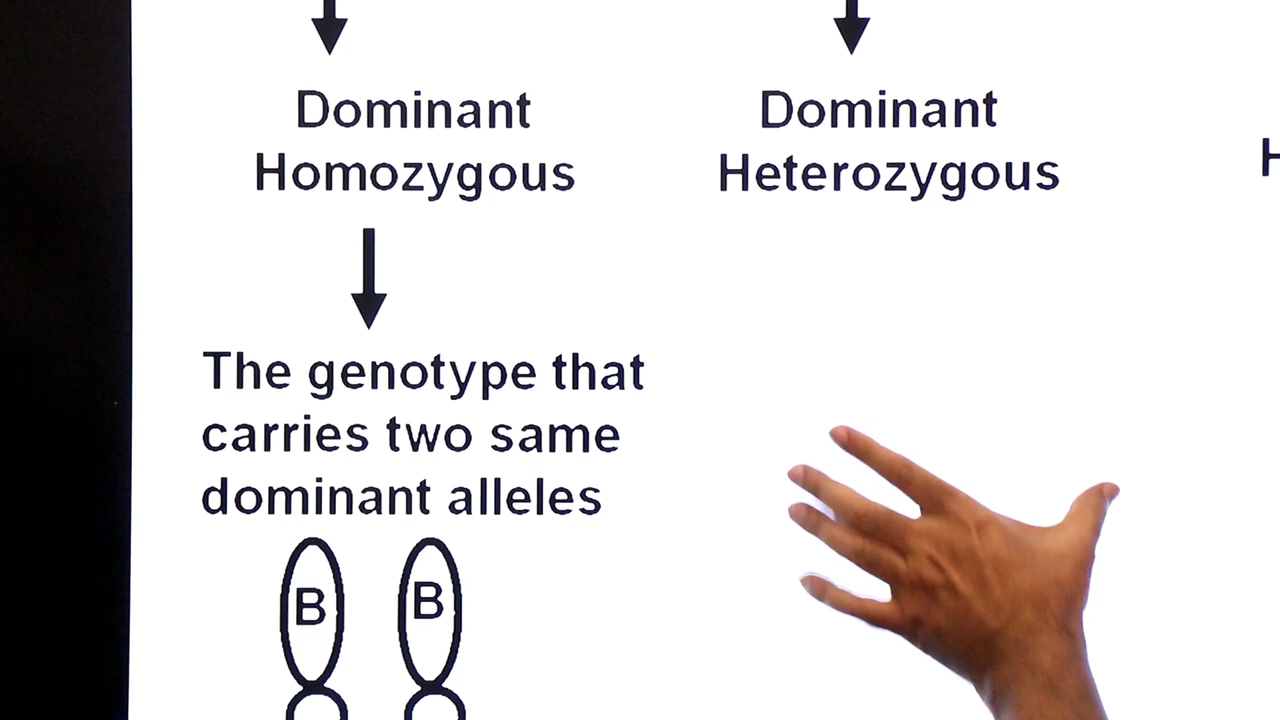 Dominant
Homozygous
Dominant
Heterozygous
H
The genotype that
carries two same
dominant alleles
B B